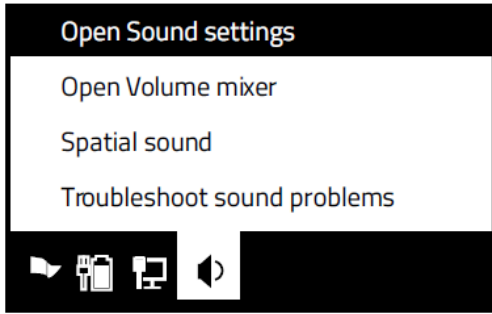 Open Sound settings
Open Volume mixer
Spatial sound
Troubleshoot sound problems